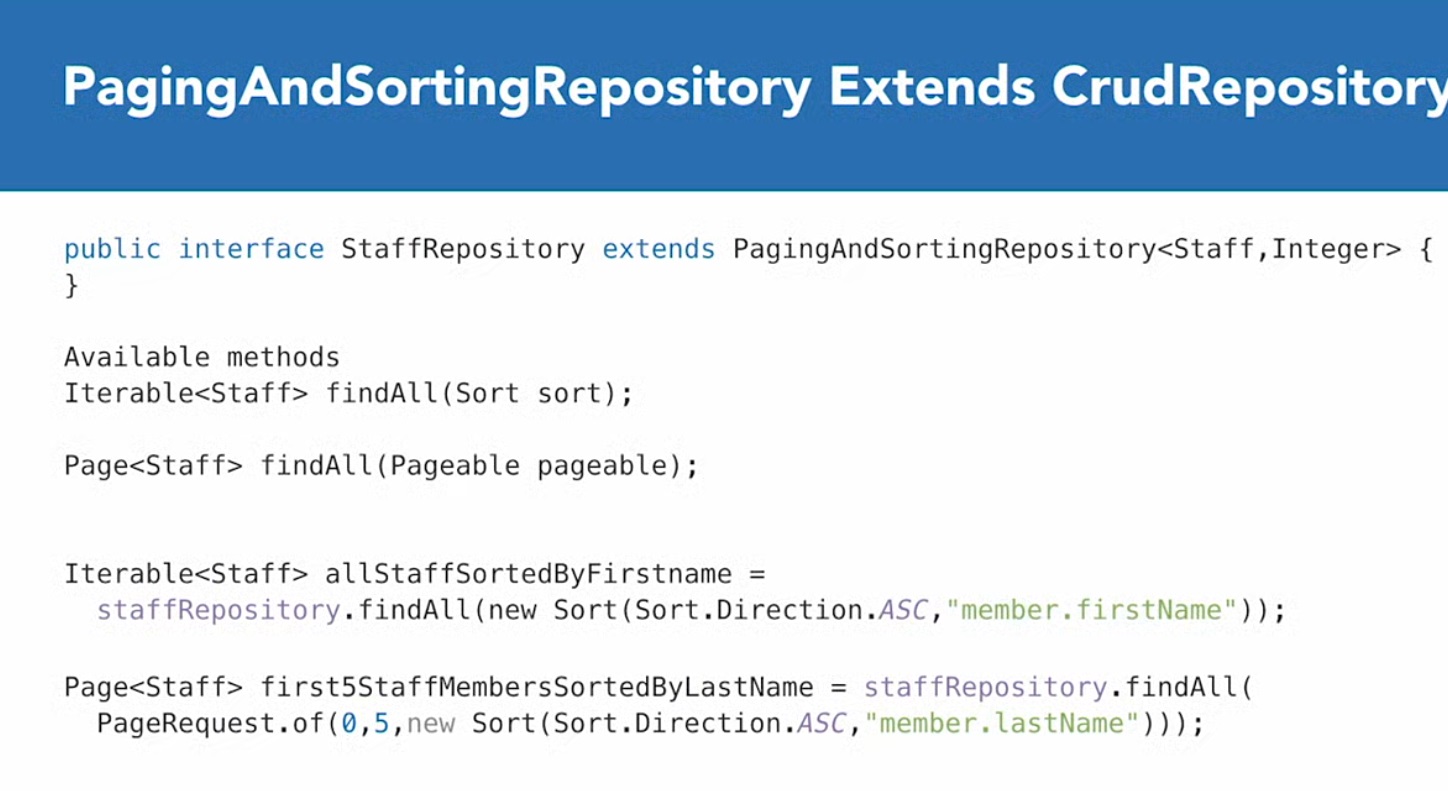 PagingAndSortingRepository Extends CrudRepository
public interface StaffRepository extends PagingAndSortingRepository<Staff,Integer> {
}
Available methods
Iterable<Staff> findAll(Sort sort);
Page<Staff> findAll(Pageable pageable);
Iterable<Staff> allStaffSortedByFirstname =
staffRepository.findAll(new Sort(Sort.Direction.ASC,"member.firstName"));
Page<Staff> first5StaffMembersSortedByLastName = staffRepository.findAll(
PageRequest.of(0,5,new Sort(Sort.Direction.ASC,"member.lastName")));